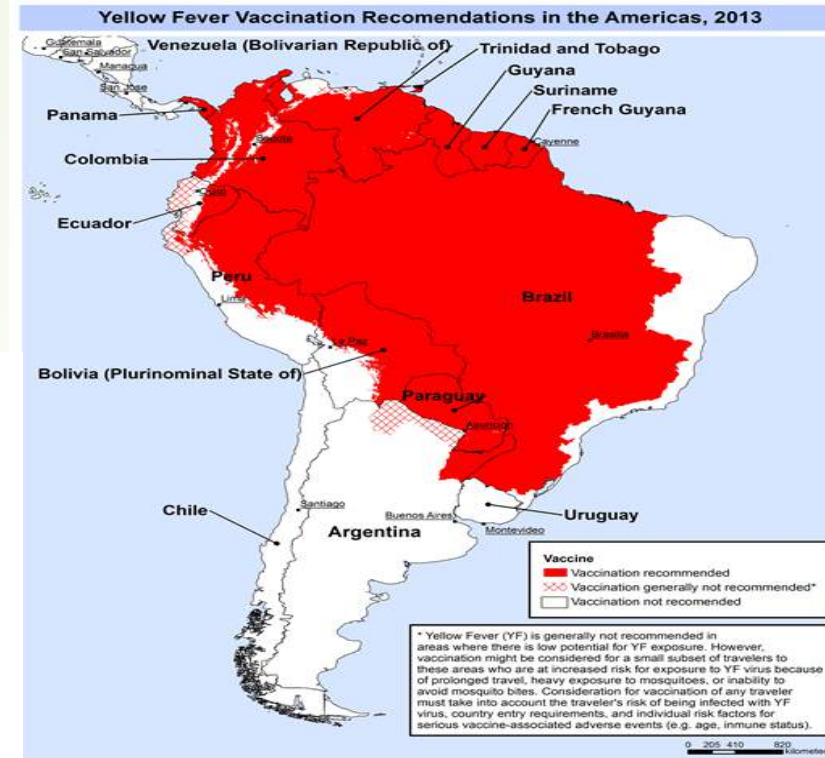 Yellow Fever Vaccination Recomendations in the Americas, 2013
Guatemala
San Salvador
Managua
San Jose
Venezuela (Bolivarian Republic of)
Trinidad and Tobago
Guyana
Suriname
French Guyana
Cayenne
Panama
Bogota
Colombia
Quito
Ecuador
Peru
Lima
Brazil
Brasilia
La Paz
Bolivia (Plurinominal State of)
Paraguay
Asuncion
Chile
Santiago
Buenos Aires
Argentina
Uruguay
Montevideo
Vaccine
Vaccination recommended
Vaccination generally not recommended*
Vaccination not recomended
* Yellow Fever (YF) is generally not recommended in
areas where there is low potential for YF exposure. However,
vaccination might be considered for a small subset of travelers to
these areas who are at increased risk for exposure to YF virus because
of prolonged travel, heavy exposure to mosquitoes, or inability to
avoid mosquito bites. Consideration for vaccination of any traveler
must take into account the traveler's risk of being infected with YF
virus, country entry requirements, and individual risk factors for
serious vaccine-associated adverse events (e.g. age, inmune status).
0 205 410 820
kilometer